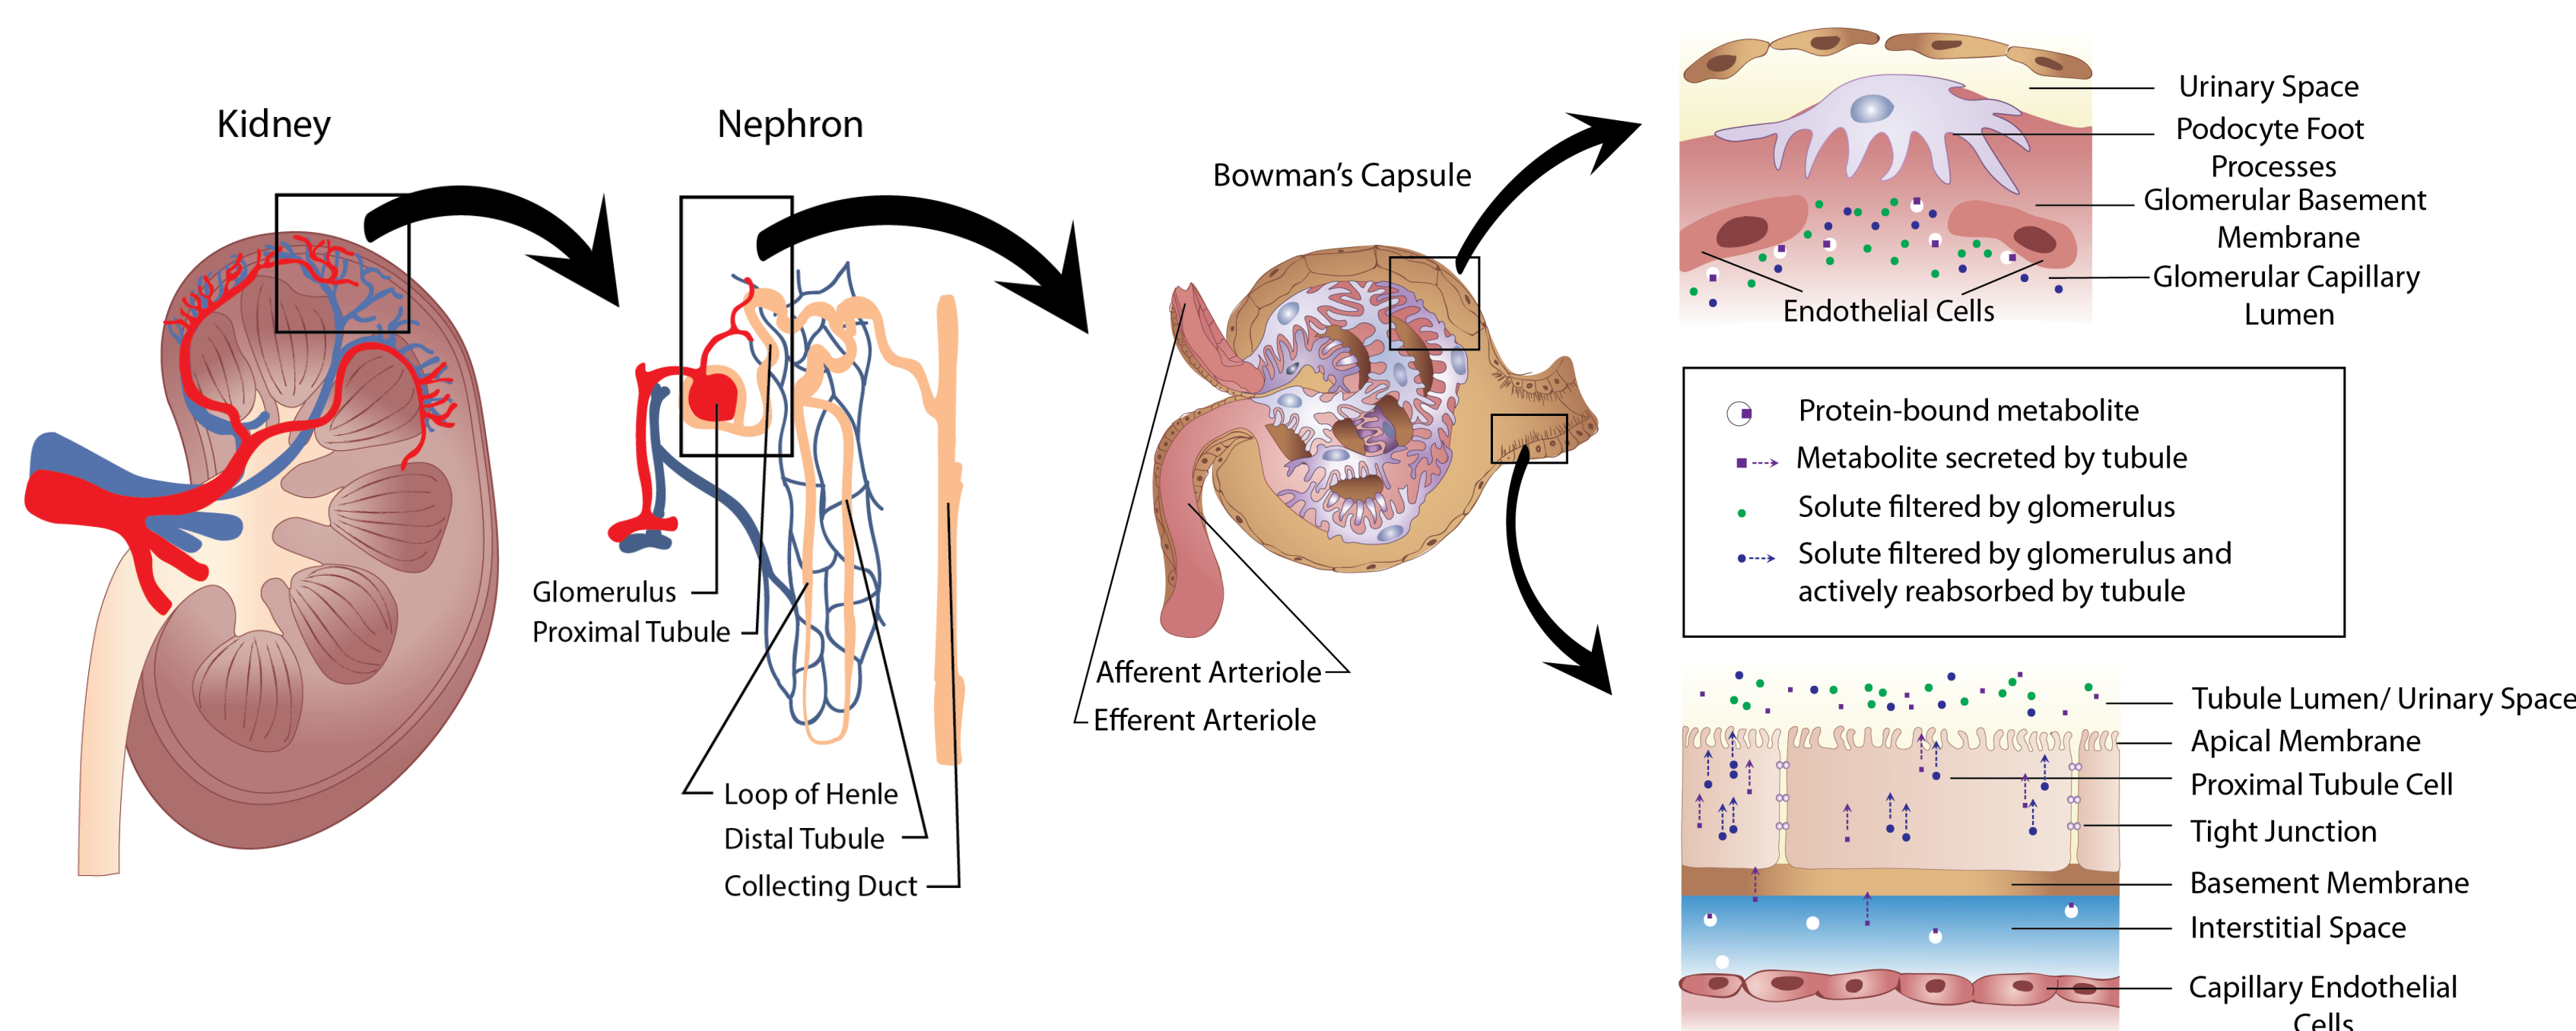 Kidney
Nephron
Glomerulus
Proximal Tubule
Loop of Henle
Distal Tubule
Collecting Duct
Bowman's Capsule
Afferent Arteriole
Efferent Arteriole
Urinary Space
Podocyte Foot
Processes
Glomerular Basement
Membrane
Glomerular Capillary
Lumen
Endothelial Cells
Protein-bound metabolite
Metabolite secreted by tubule
Solute filtered by glomerulus
Solute filtered by glomerulus and
actively reabsorbed by tubule
Tubule Lumen/ Urinary Space
Apical Membrane
Proximal Tubule Cell
Tight Junction
Basement Membrane
Interstitial Space
Capillary Endothelial
Cells